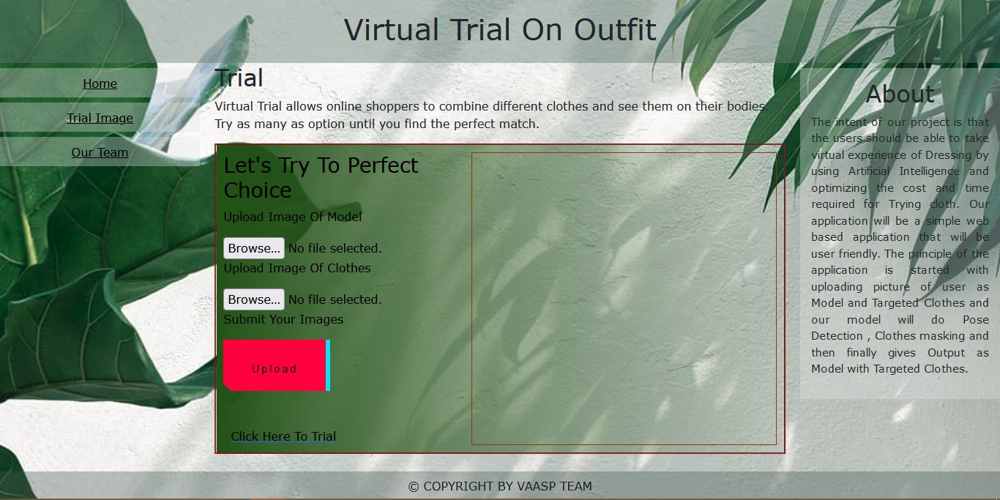 Virtual Trial On Outfit
Home
Trial Image
Our Team
Trial
Virtual Trial allows online shoppers to combine different clothes and see them on their bodies.
Try as many as option until you find the perfect match.
Let's Try To Perfect
Choice
Upload Image Of Model
Browse... No file selected.
Upload Image Of Clothes
Browse... No file selected.
Submit Your Images
Upload
Click Here To Trial
About
The intent of our project is that
the users should be able to take
virtual experience of Dressing by
using Artificial Intelligence and
optimizing the cost and time
required for Trying cloth. Our
application will be a simple web
based application that will be
user friendly. The principle of the
application is started with
uploading picture of user as
Model and Targeted Clothes and
our model will do Pose
Detection , Clothes masking and
then finally gives Output as
Model with Targeted Clothes.
© COPYRIGHT BY VAASP TEAM